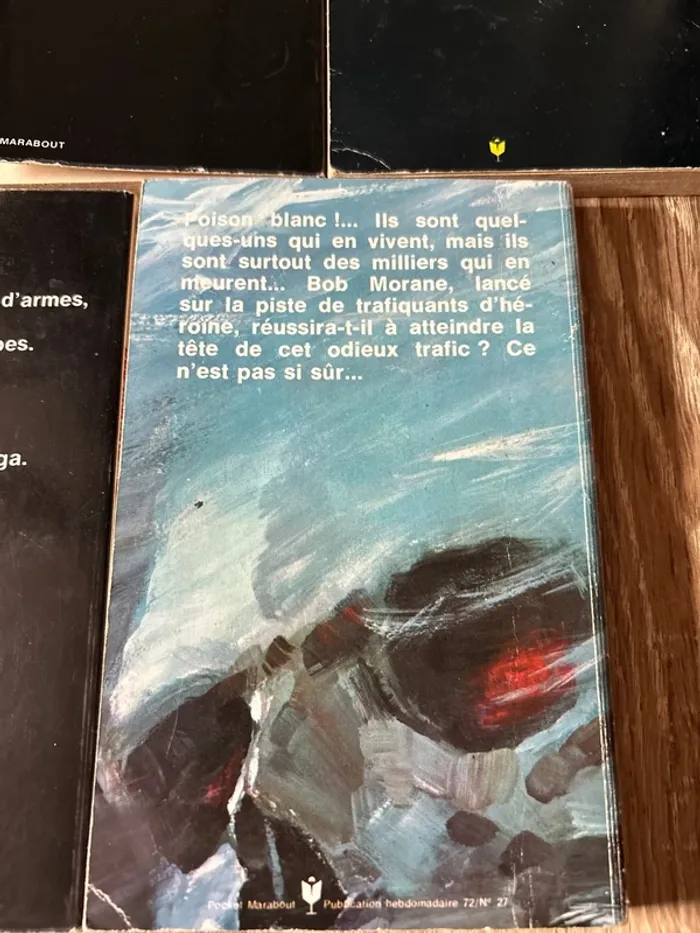 MARABOUT
d'armes,
pes.
ga.
Poison blanc !... Ils sont quel-
ques-uns qui en vivent, mais ils
sont surtout des milliers qui en
meurent... Bob Morane, lancé
sur la piste de trafiquants d'hé-
roïne, réussira-t-il à atteindre la
tête de cet odieux trafic ? Ce
n'est pas si sûr...
Pocket Marabout Publication hebdomadaire 72/N° 27